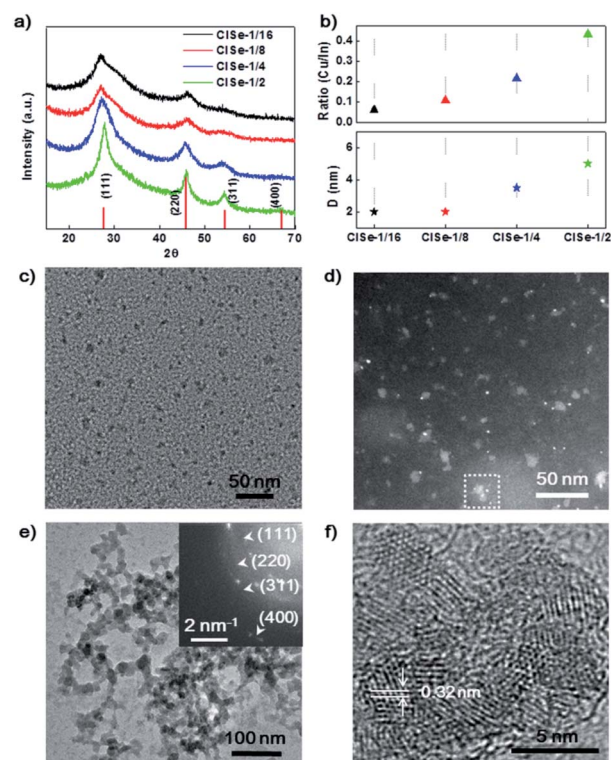 a)
CISe-1/16
CISe-1/8
CISe-1/4
CISe-1/2
Intensity (a.u.)
(111)
(220)
(311)
(400)
20 30 40 50 60 70
2θ
b)
Ratio (Cu/In)
0.4
0.3
0.2
0.1
0.0
D (nm)
6
4
2
CISe-1/16 CISe-1/8 CISe-1/4 CISe-1/2
c)
50 nm
d)
50 nm
e)
(111)
(220)
(311)
(400)
2 nm⁻¹
100 nm
f)
0.32nm
5 nm